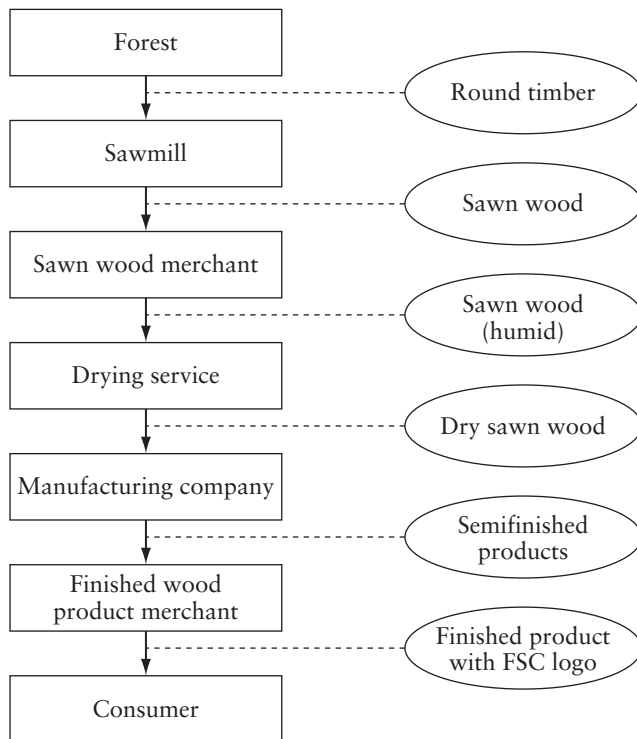 Forest
Round timber
Sawmill
Sawn wood
Sawn wood merchant
Sawn wood
(humid)
Drying service
Dry sawn wood
Manufacturing company
Semifinished
products
Finished wood
product merchant
Finished product
with FSC logo
Consumer